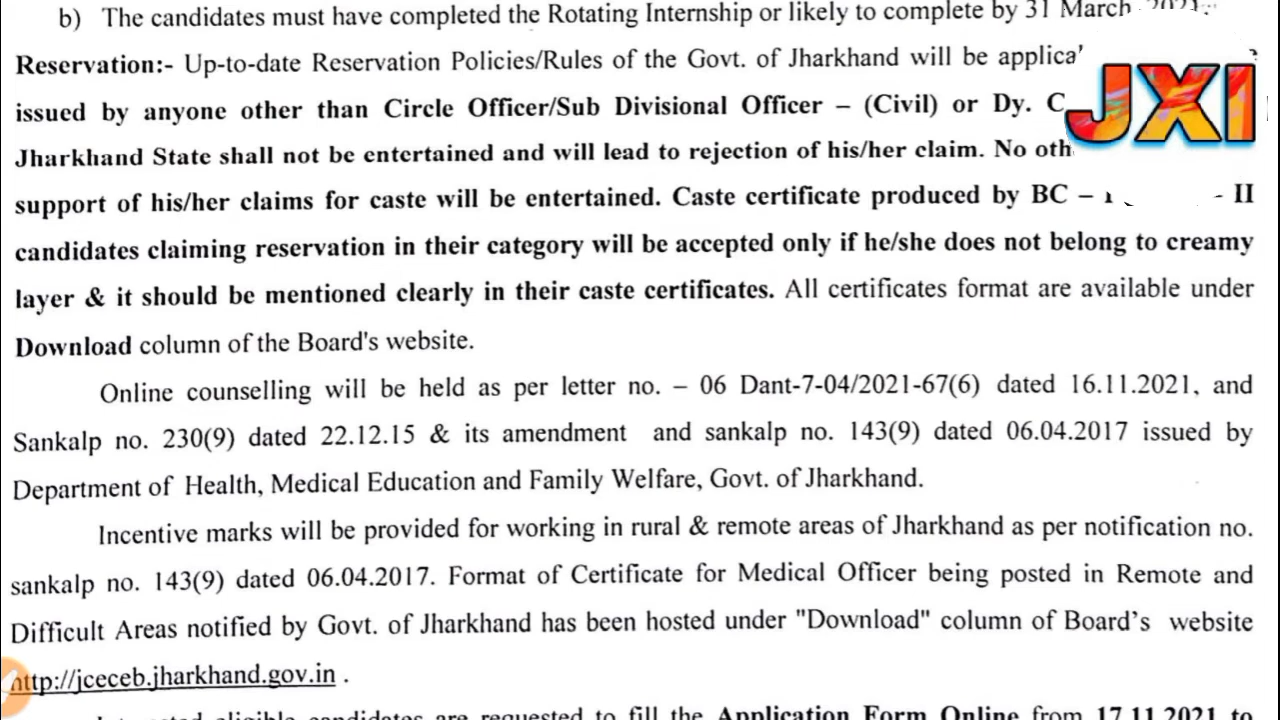 b) The candidates must have completed the Rotating Internship or likely to complete by 31 March
Reservation:- Up-to-date Reservation Policies/Rules of the Govt. of Jharkhand will be
issued by anyone other than Circle Officer/Sub Divisional Officer – (Civil) or Dy.
JXI
Jharkhand State shall not be entertained and will lead to rejection of his/her claim. No
support of his/her claims for caste will be entertained. Caste certificate produced by BC – II
candidates claiming reservation in their category will be accepted only if he/she does not belong to creamy
layer & it should be mentioned clearly in their caste certificates. All certificates format are available under
Download column of the Board's website.
Online counselling will be held as per letter no. – 06 Dant-7-04/2021-67(6) dated 16.11.2021, and
Sankalp no. 230(9) dated 22.12.15 & its amendment and sankalp no. 143(9) dated 06.04.2017 issued by
Department of Health, Medical Education and Family Welfare, Govt. of Jharkhand.
Incentive marks will be provided for working in rural & remote areas of Jharkhand as per notification no.
sankalp no. 143(9) dated 06.04.2017. Format of Certificate for Medical Officer being posted in Remote and
Difficult Areas notified by Govt. of Jharkhand has been hosted under "Download" column of Board's website
http://jceceb.jharkhand.gov.in .
eligible candidates are requested to fill the Application Form Online from 17.11.2021 to